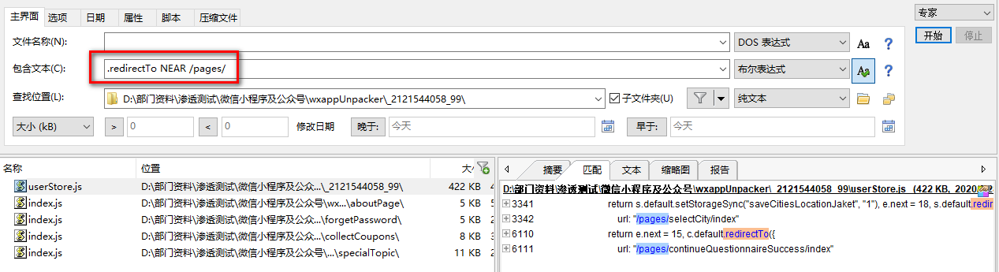 主界面 选项 日期 属性 脚本 压缩文件
专家
文件名称(N): DOS 表达式 Aa ?
开始 停止
包含文本(C): .redirectTo NEAR /pages/ 布尔表达式 Aa ?
查找位置(L): D:\部门资料\渗透测试\微信小程序及公众号\wxappUnpacker\_2121544058_99\ 子文件夹(U) 纯文本
大小 (kB) > 0 < 0 修改日期 晚于: 今天 早于: 今天
名称 位置 大小
userStore.js D:\部门资料\渗透测试\微信小程序及公众...\_2121544058_99\ 422 KB 4
index.js D:\部门资料\渗透测试\微信小程序及公众号\wx...\aboutPage\ 5 KB 5
index.js D:\部门资料\渗透测试\微信小程序及公众...\forgetPassword\ 5 KB 2
index.js D:\部门资料\渗透测试\微信小程序及公众...\collectCoupons\ 8 KB 3
index.js D:\部门资料\渗透测试\微信小程序及公众号\...\specialTopic\ 11 KB 2
摘要 匹配 文本 缩略图 报告
D:\部门资料\渗透测试\微信小程序及公众号\wxappUnpacker\_2121544058_99\userStore.js (422 KB, 2020/
3341 return s.default.setStorageSync("saveCitiesLocationJaket", "1"), e.next = 18, s.default.redir
3342 url: "/pages/selectCity/index"
6110 return e.next = 15, c.default.redirectTo({
6111 url: "/pages/continueQuestionnaireSuccess/index"